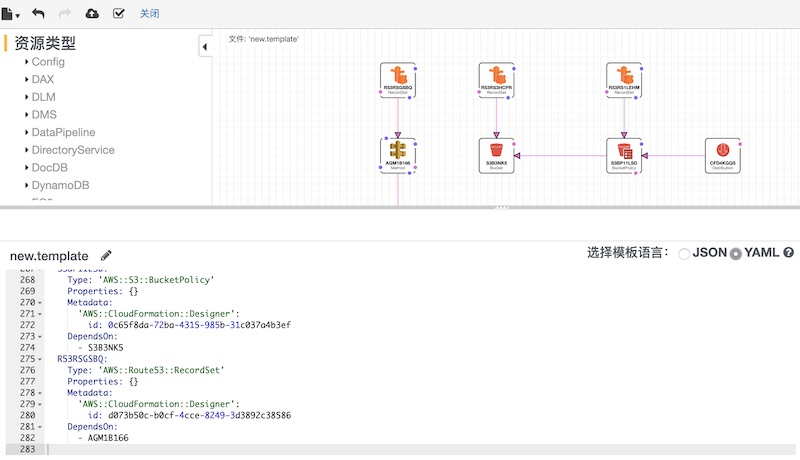 关闭
资源类型
Config
DAX
DLM
DMS
DataPipeline
DirectoryService
DocDB
DynamoDB
文件: 'new.template'
R53RSGSBQ
RecordSet
R53RS3HCPR
RecordSet
R53RS1LEHM
RecordSet
AGM1B166
Method
S3B3NK5
Bucket
S3BP11LSD
BucketPolicy
CFD4KGQS
Distribution
new.template
选择模板语言: JSON YAML
268 Type: 'AWS::S3::BucketPolicy'
269 Properties: {}
270 Metadata:
271 'AWS::CloudFormation::Designer':
272 id: 0c65f8da-72ba-4315-985b-31c037a4b3ef
273 DependsOn:
274 - S3B3NK5
275 R53RSGSBQ:
276 Type: 'AWS::Route53::RecordSet'
277 Properties: {}
278 Metadata:
279 'AWS::CloudFormation::Designer':
280 id: d073b50c-b0cf-4cce-8249-3d3892c38586
281 DependsOn:
282 - AGM1B166
283